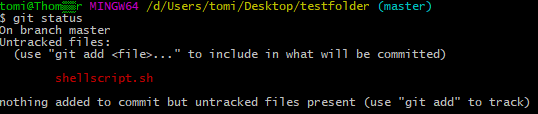 tomi@Thom▒▒r MINGW64 /d/Users/tomi/Desktop/testfolder (master)
$ git status
On branch master
Untracked files:
  (use "git add <file>..." to include in what will be committed)

        shellscript.sh

nothing added to commit but untracked files present (use "git add" to track)